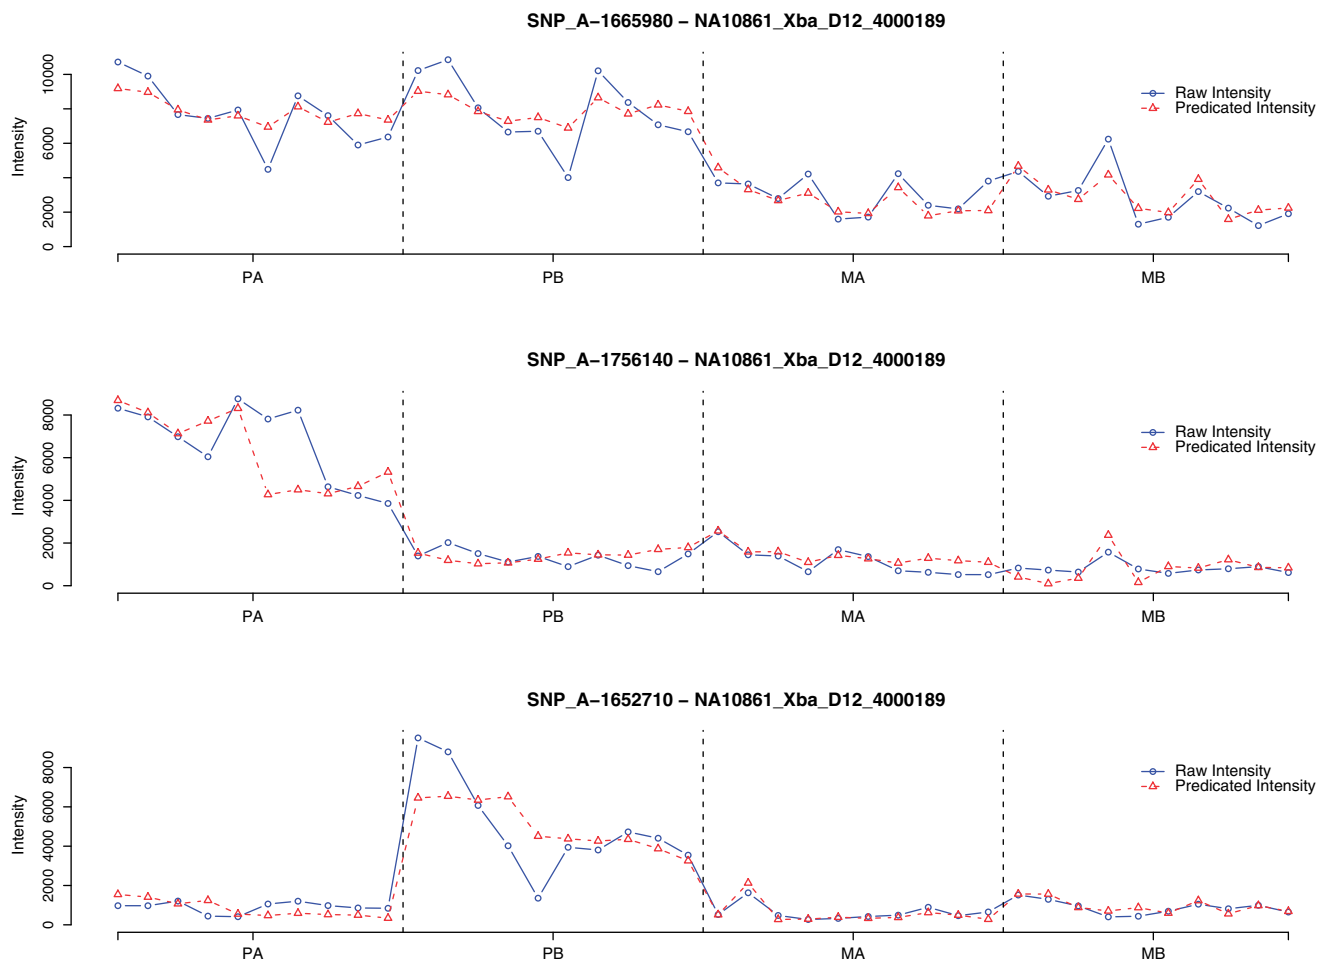 SNP_A−1665980 − NA10861_Xba_D12_4000189
Intensity
0 2000 6000 10000
Raw Intensity
Predicated Intensity
PA PB MA MB
SNP_A−1756140 − NA10861_Xba_D12_4000189
Intensity
0 2000 4000 6000 8000
Raw Intensity
Predicated Intensity
PA PB MA MB
SNP_A−1652710 − NA10861_Xba_D12_4000189
Intensity
0 2000 4000 6000 8000
Raw Intensity
Predicated Intensity
PA PB MA MB